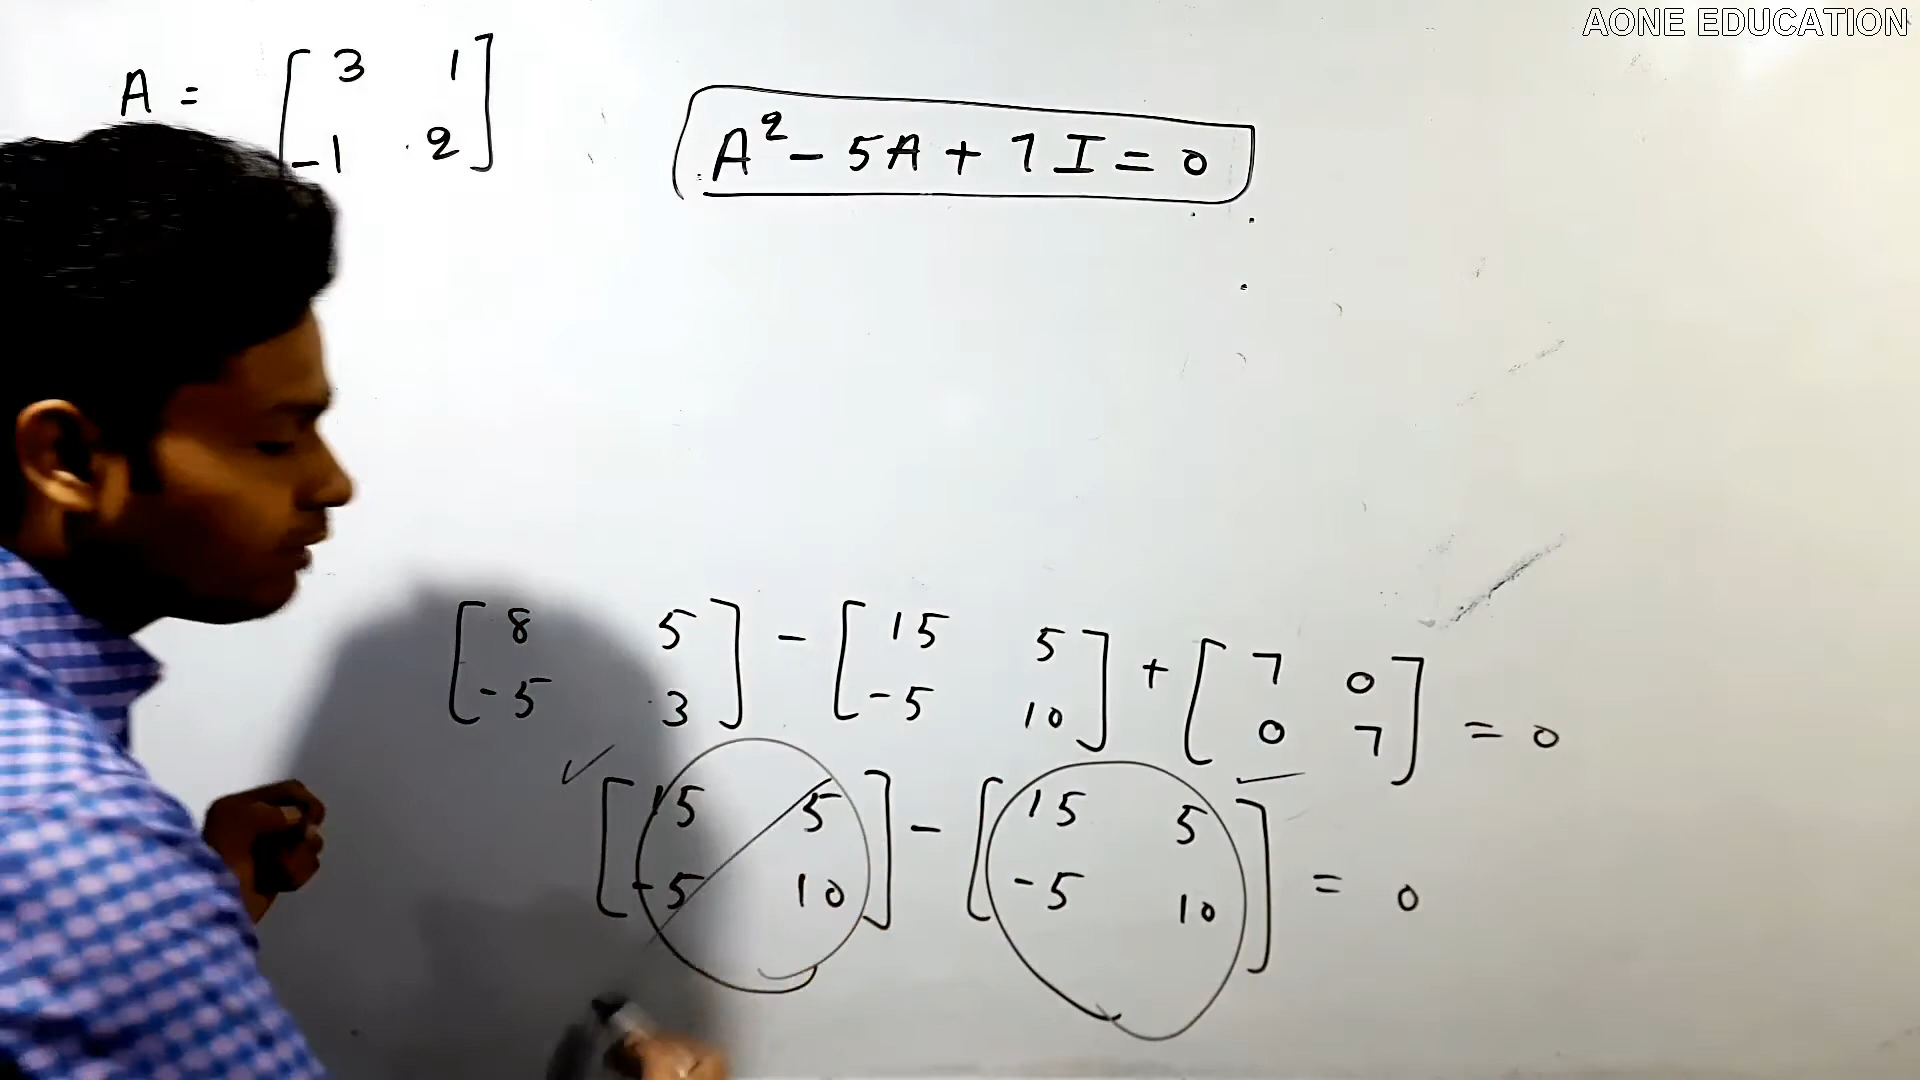 AONE EDUCATION
A = [ 3 1
-1 2 ]
A² - 5A + 7I = 0
[ 8 5
-5 3 ] - [ 15 5
-5 10 ] + [ 7 0
0 7 ] = 0
✓ [ 15 5
-5 10 ] - [ 15 5
-5 10 ] = 0